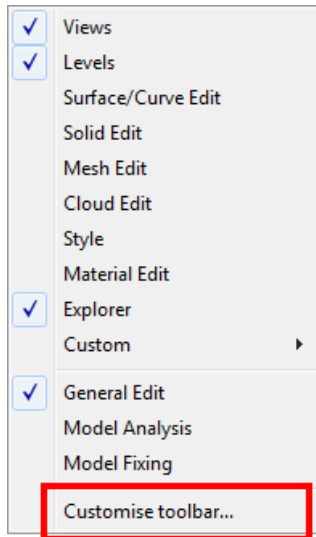 Views
Levels
Surface/Curve Edit
Solid Edit
Mesh Edit
Cloud Edit
Style
Material Edit
Explorer
Custom
General Edit
Model Analysis
Model Fixing
Customise toolbar...